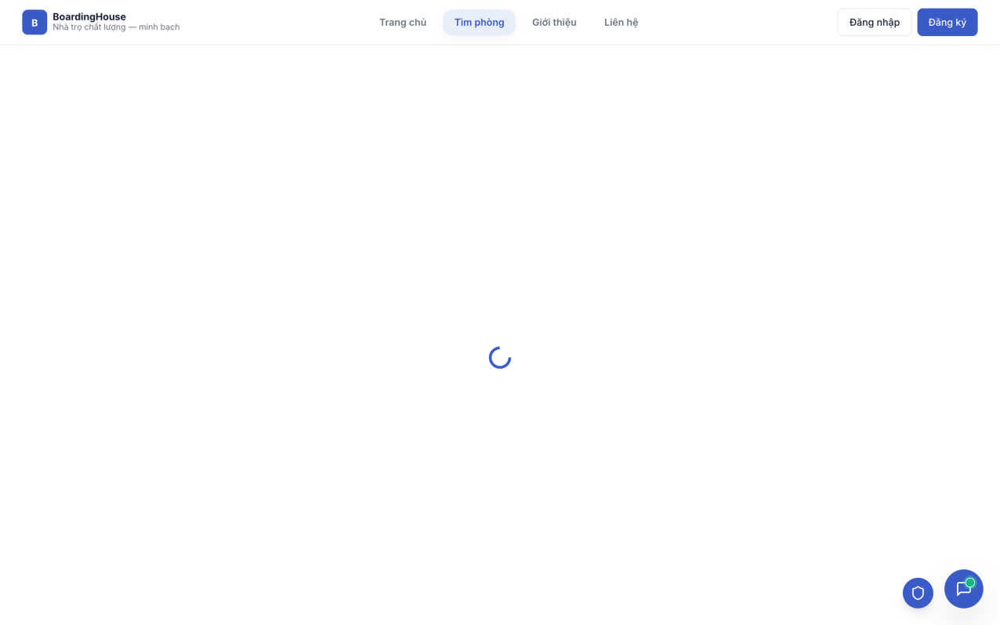 B
BoardingHouse
Nhà trọ chất lượng — minh bạch
Trang chủ
Tìm phòng
Giới thiệu
Liên hệ
Đăng nhập
Đăng ký